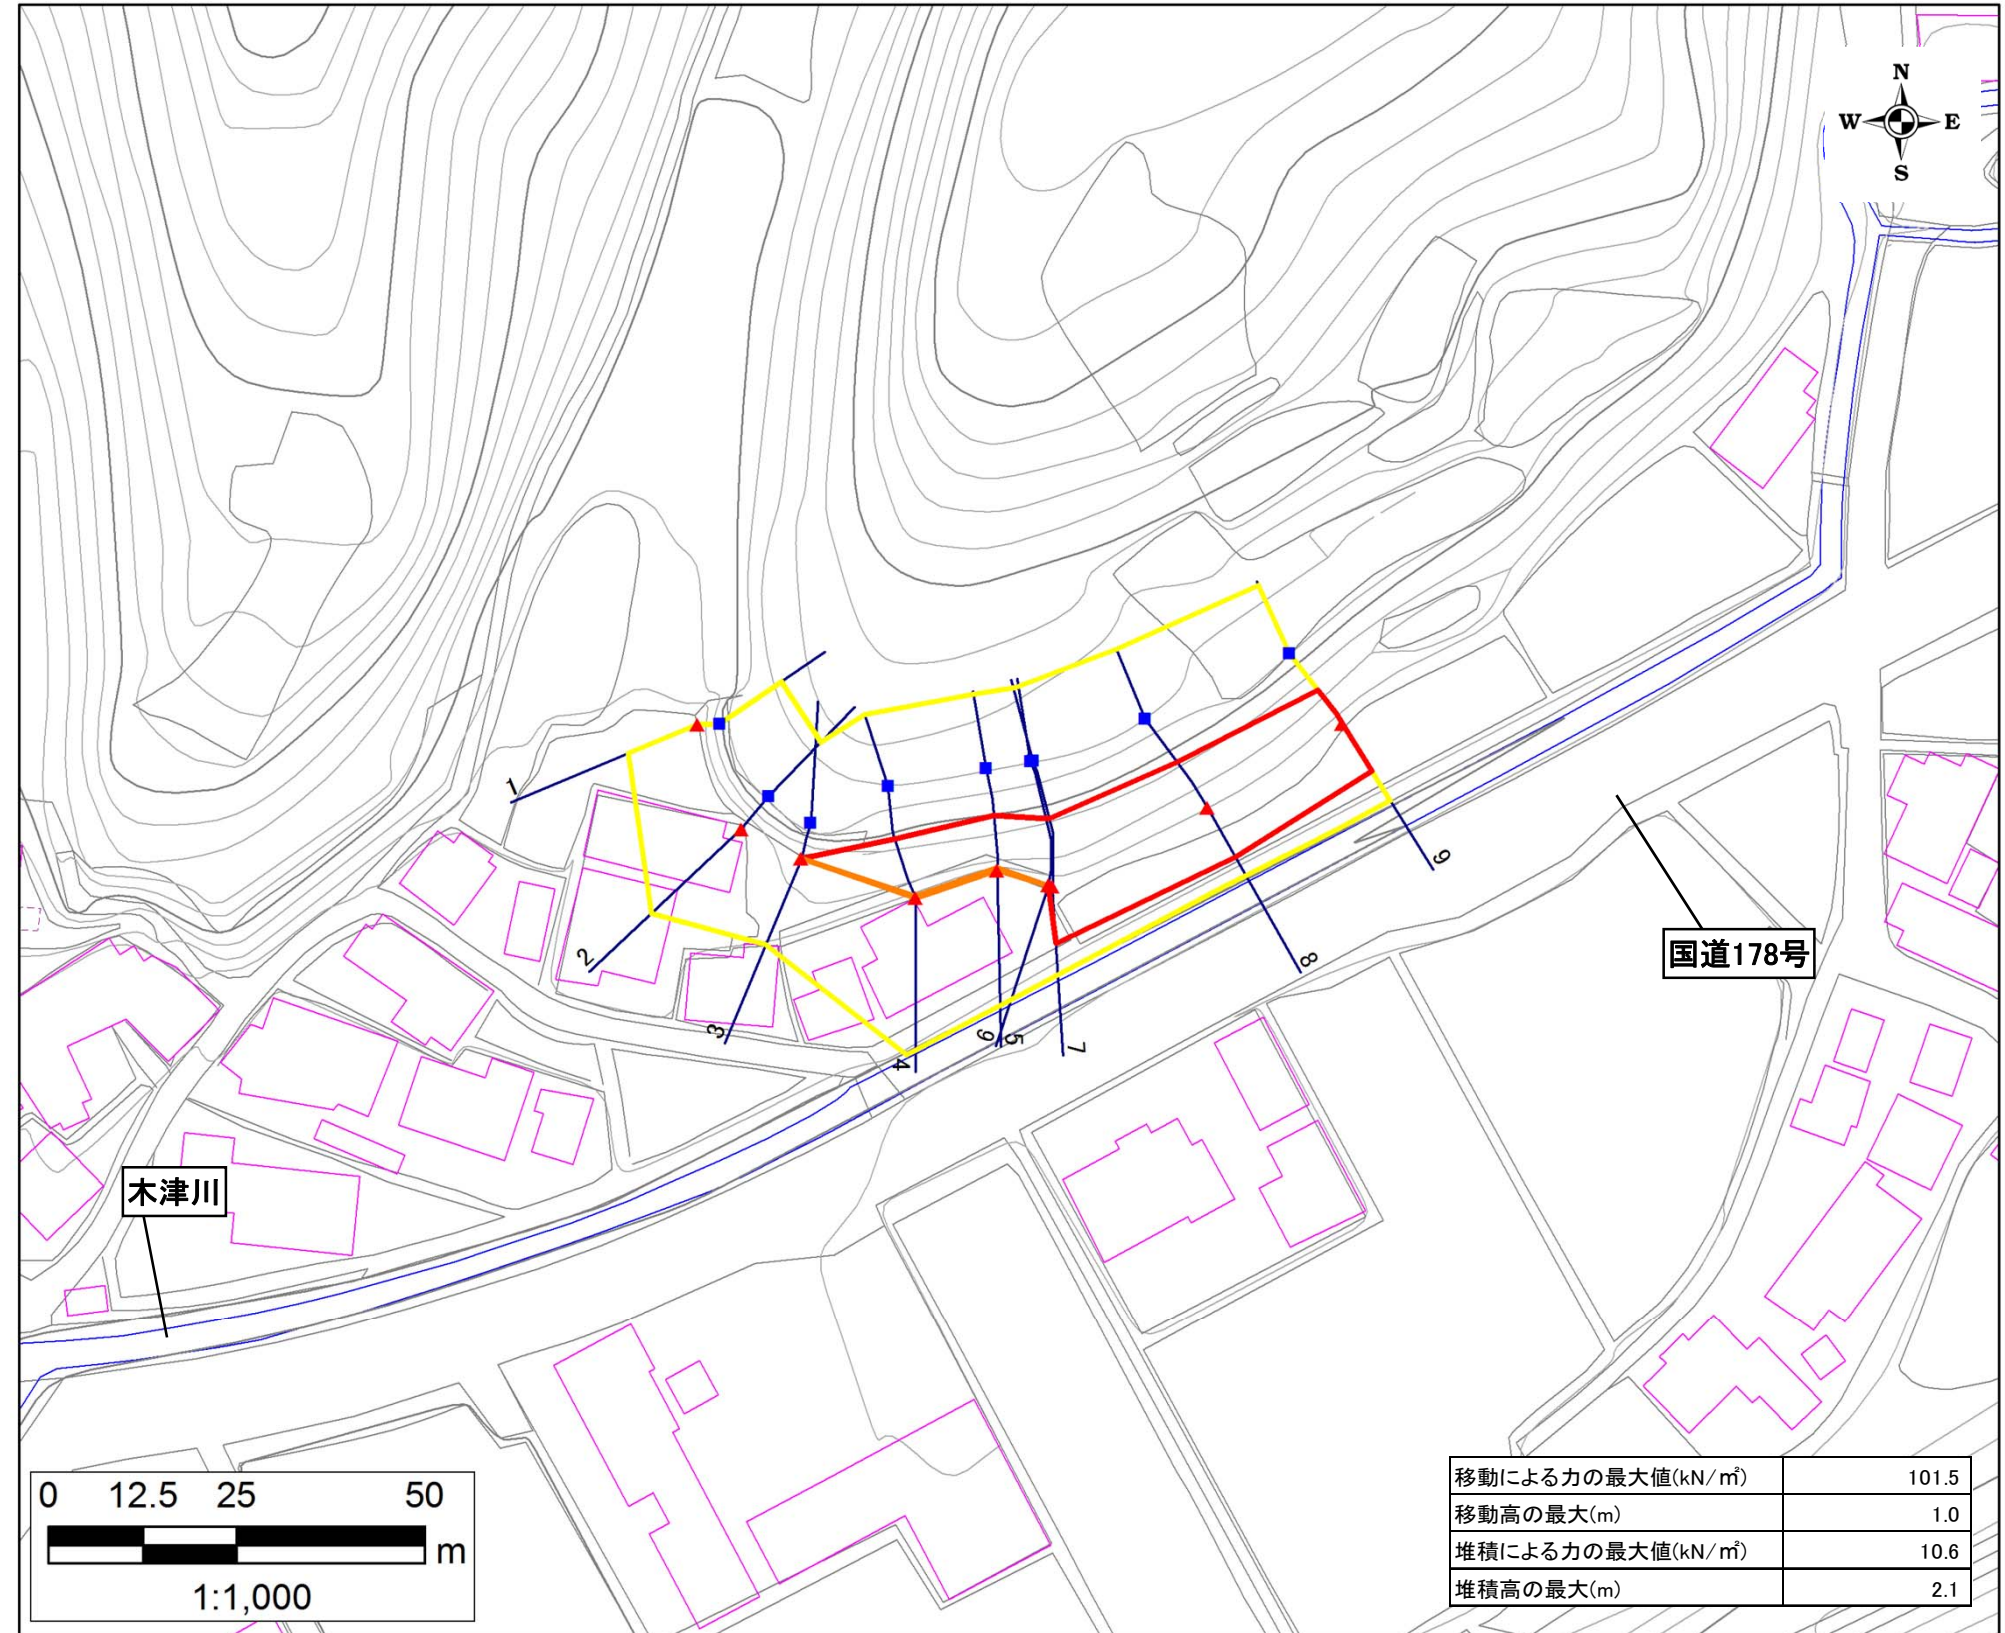 N
W E
S
1
2
3
4
6
5
7
8
9
国道178号
木津川
0 12.5 25 50
m
1:1,000
移動による力の最大値(kN/㎡) 101.5
移動高の最大(m) 1.0
堆積による力の最大値(kN/㎡) 10.6
堆積高の最大(m) 2.1